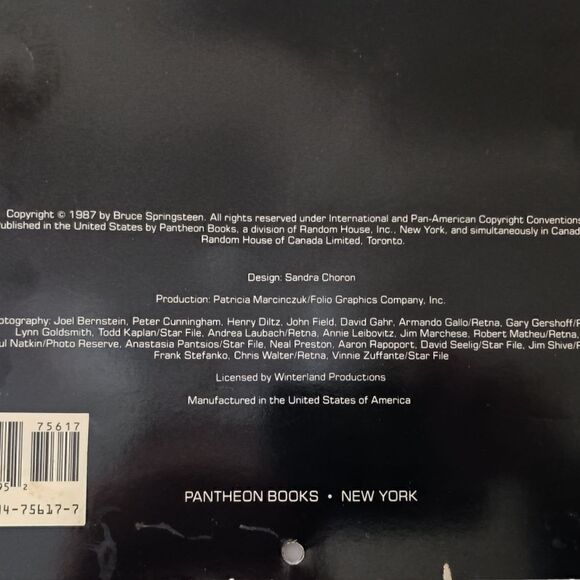 Copyright © 1987 by Bruce Springsteen. All rights reserved under International and Pan-American Copyright Conventions
ublished in the United States by Pantheon Books, a division of Random House, Inc., New York, and simultaneously in Canad
Random House of Canada Limited, Toronto.
Design: Sandra Choron
Production: Patricia Marcinczuk/Folio Graphics Company, Inc.
otography: Joel Bernstein, Peter Cunningham, Henry Diltz, John Field, David Gahr, Armando Gallo/Retna, Gary Gershoff/R
Lynn Goldsmith, Todd Kaplan/Star File, Andrea Laubach/Retna, Annie Leibovitz, Jim Marchese, Robert Matheu/Retna,
ul Natkin/Photo Reserve, Anastasia Pantsios/Star File, Neal Preston, Aaron Rapoport, David Seelig/Star File, Jim Shive/R
Frank Stefanko, Chris Walter/Retna, Vinnie Zuffante/Star File
Licensed by Winterland Productions
Manufactured in the United States of America
75617
95 2
4-75617-7
PANTHEON BOOKS • NEW YORK